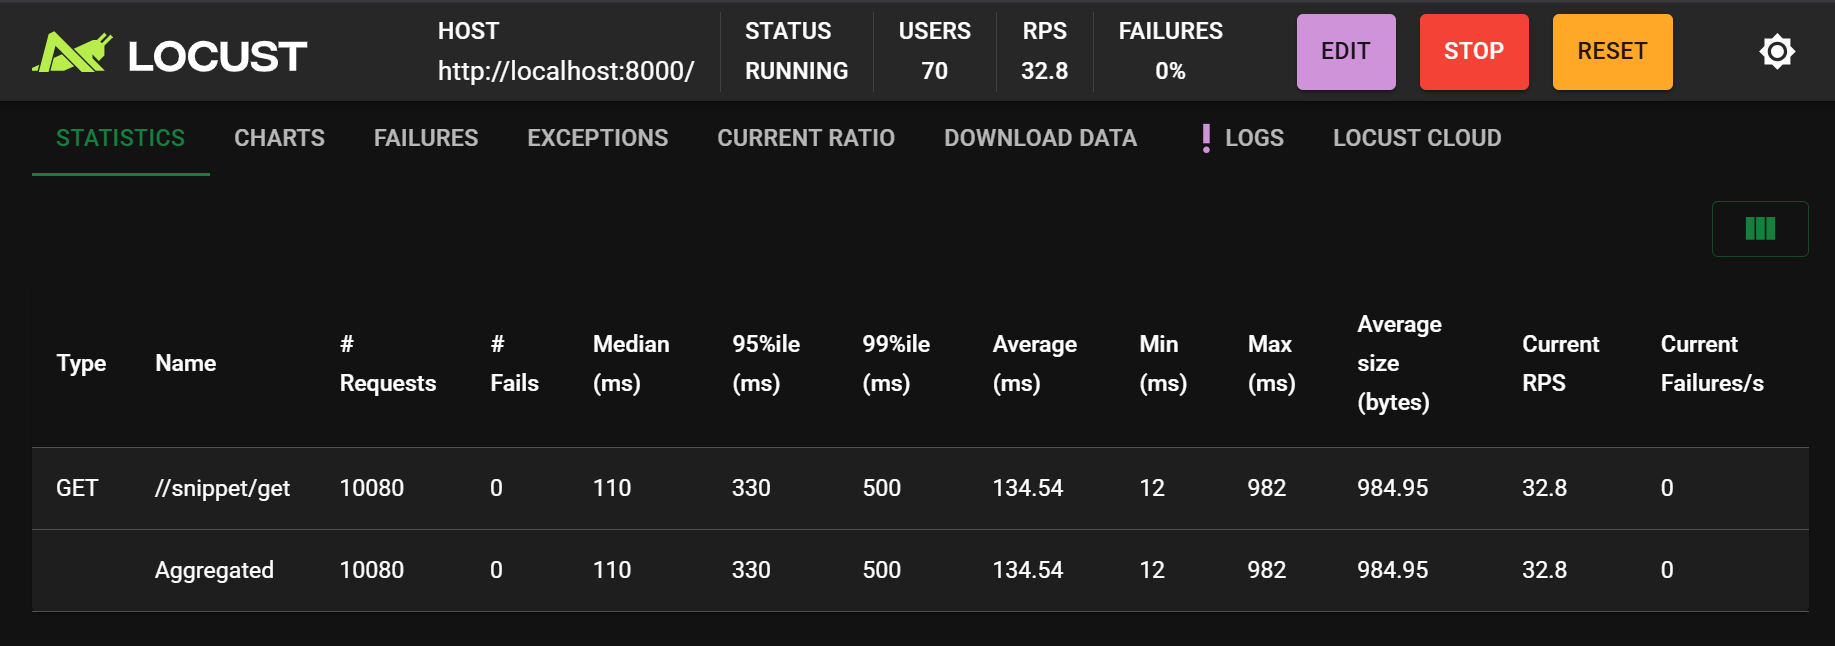 LOCUST
HOST
http://localhost:8000/
STATUS
RUNNING
USERS
70
RPS
32.8
FAILURES
0%
EDIT
STOP
RESET
STATISTICS
CHARTS
FAILURES
EXCEPTIONS
CURRENT RATIO
DOWNLOAD DATA
LOGS
LOCUST CLOUD
Type
Name
#
Requests
#
Fails
Median
(ms)
95%ile
(ms)
99%ile
(ms)
Average
(ms)
Min
(ms)
Max
(ms)
Average
size
(bytes)
Current
RPS
Current
Failures/s
GET //snippet/get 10080 0 110 330 500 134.54 12 982 984.95 32.8 0
Aggregated 10080 0 110 330 500 134.54 12 982 984.95 32.8 0